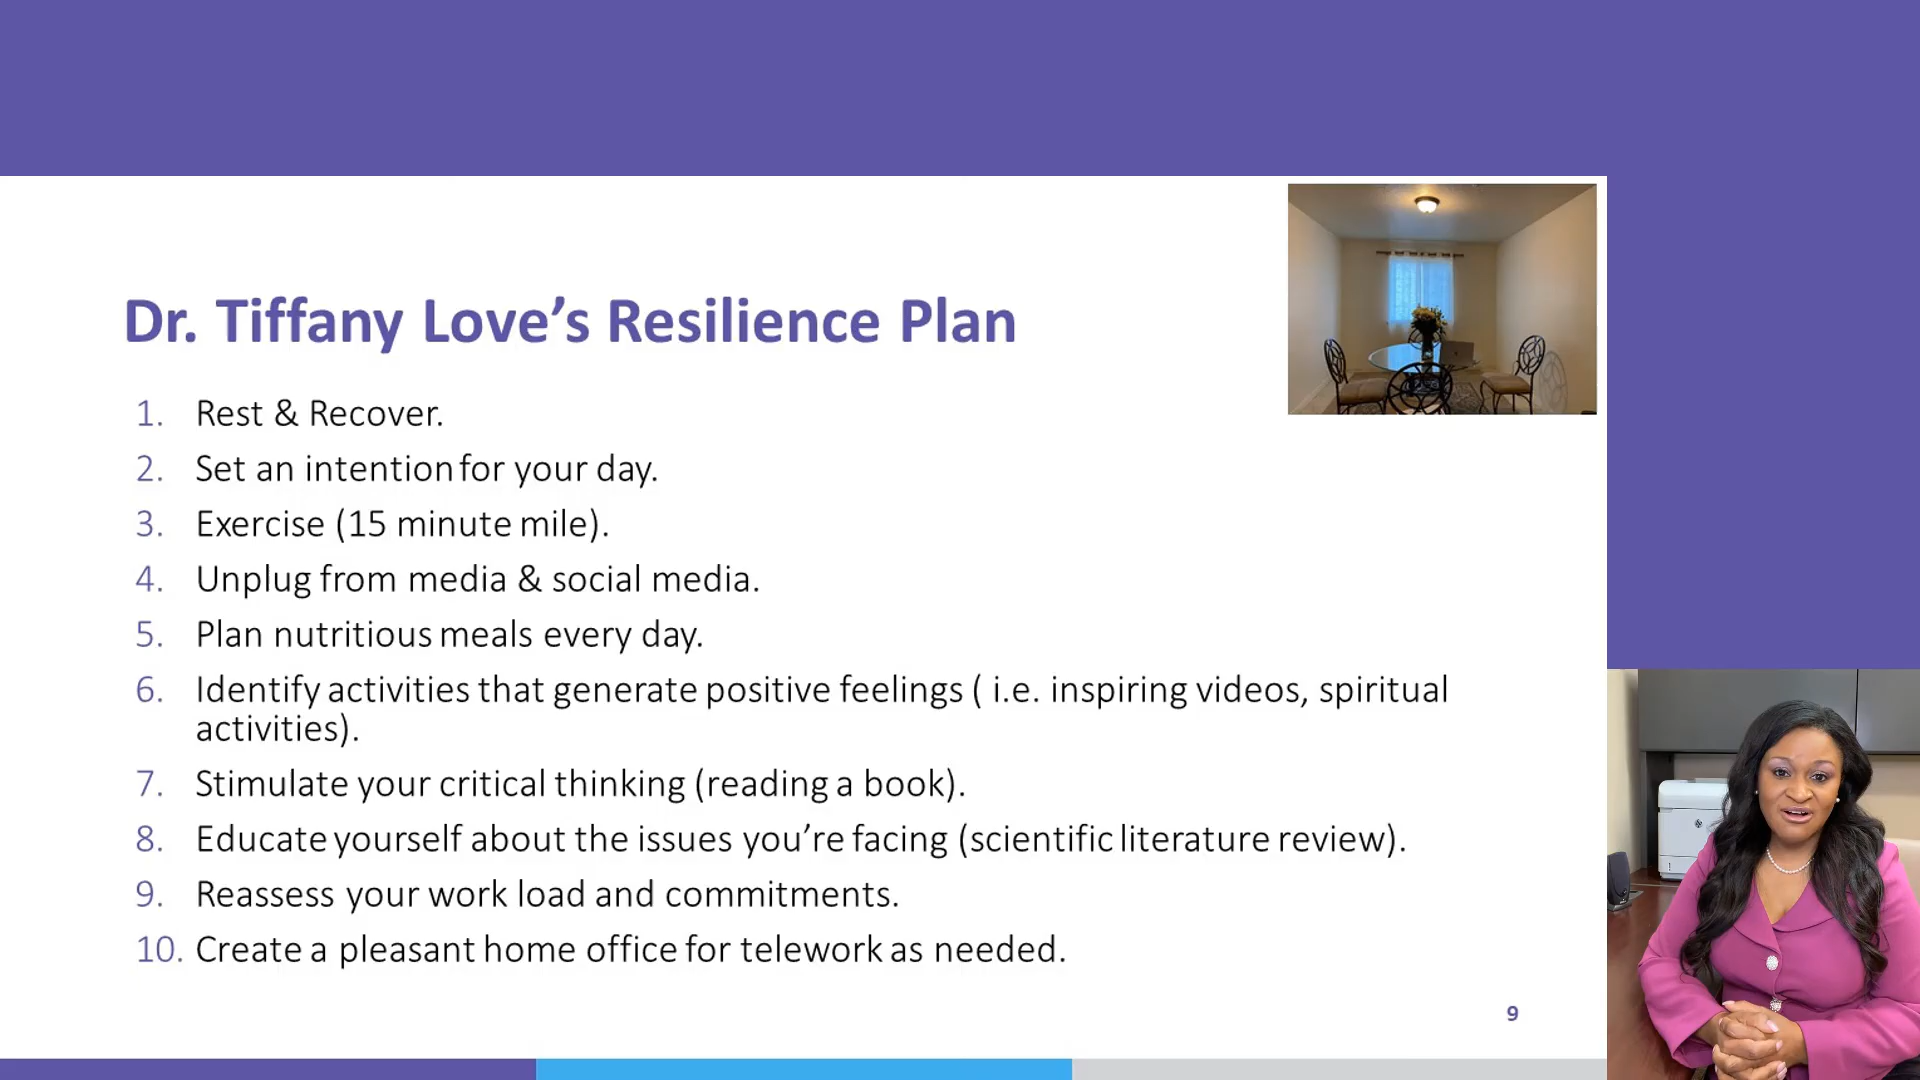 Dr. Tiffany Love’s Resilience Plan
1. Rest & Recover.
2. Set an intention for your day.
3. Exercise (15 minute mile).
4. Unplug from media & social media.
5. Plan nutritious meals every day.
6. Identify activities that generate positive feelings ( i.e. inspiring videos, spiritual
activities).
7. Stimulate your critical thinking (reading a book).
8. Educate yourself about the issues you’re facing (scientific literature review).
9. Reassess your work load and commitments.
10. Create a pleasant home office for telework as needed.
9